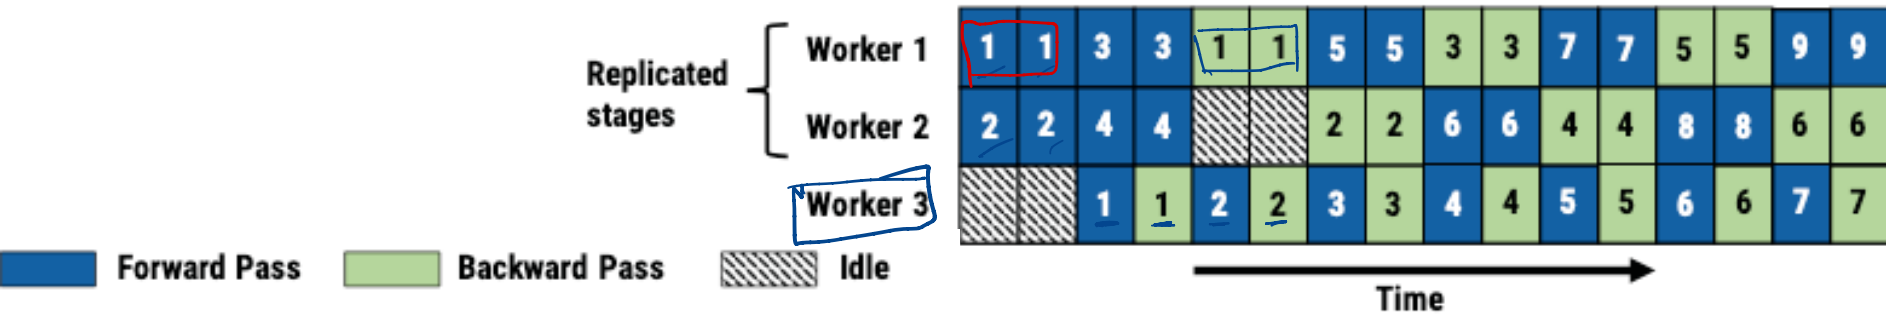 Replicated
stages
Worker 1 1 1 3 3 1 1 5 5 3 3 7 7 5 5 9 9
Worker 2 2 2 4 4 2 2 6 6 4 4 8 8 6 6
Worker 3 1 1 2 2 3 3 4 4 5 5 6 6 7 7
Forward Pass Backward Pass Idle
Time